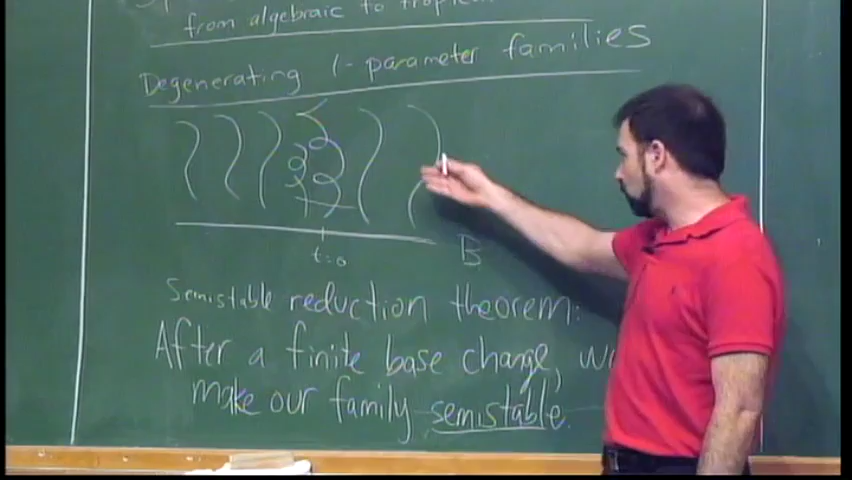 from algebraic to tropical
Degenerating 1-parameter families
t=0
B
Semistable reduction theorem:
After a finite base change, we
make our family semistable.